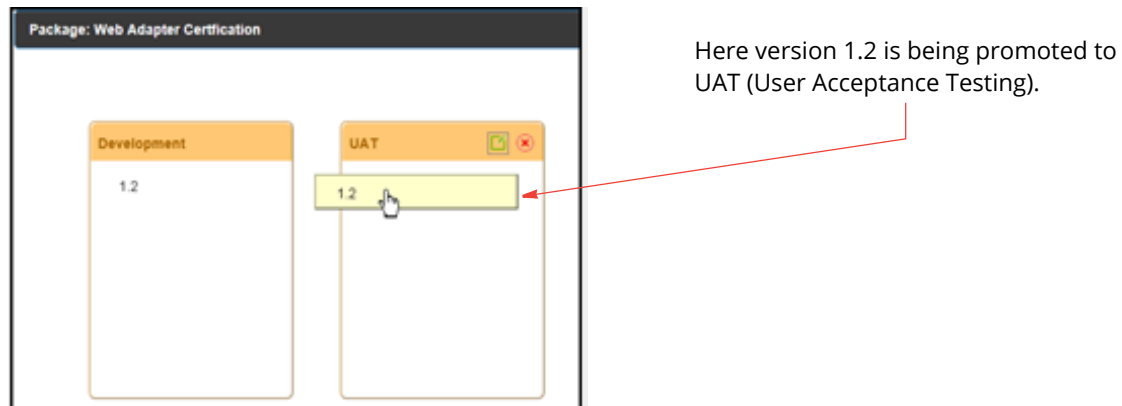 Package: Web Adapter Certfication
Here version 1.2 is being promoted to
UAT (User Acceptance Testing).
Development
UAT
1.2
1.2